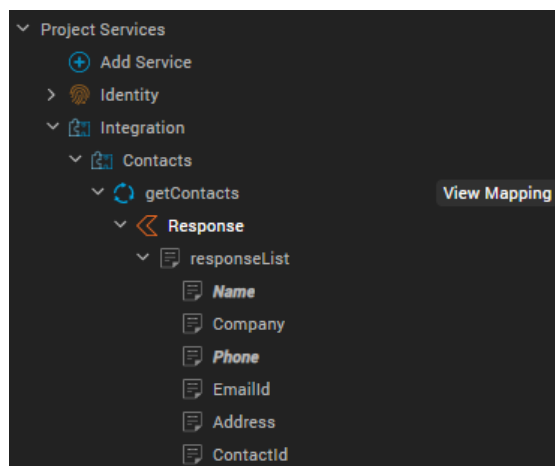 Project Services
Add Service
Identity
Integration
Contacts
getContacts View Mapping
Response
responseList
Name
Company
Phone
EmailId
Address
ContactId